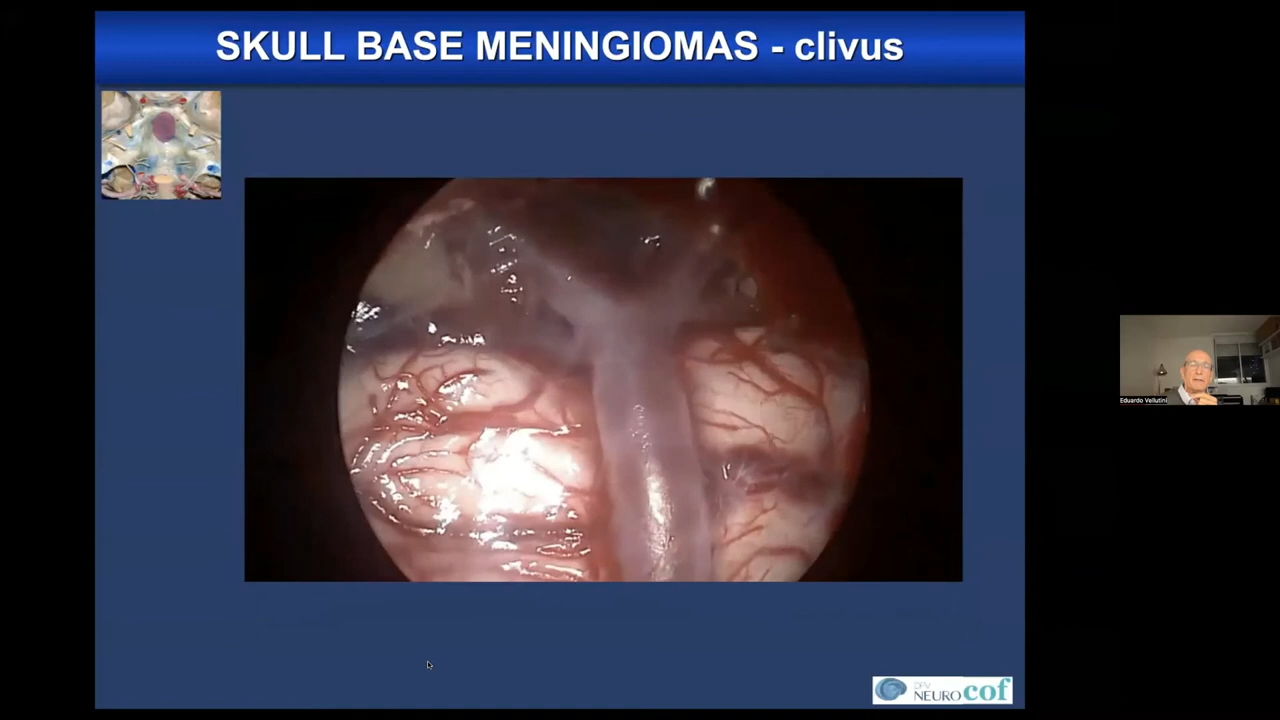 SKULL BASE MENINGIOMAS - clivus
Eduardo Vellutini
DFV
NEURO cof